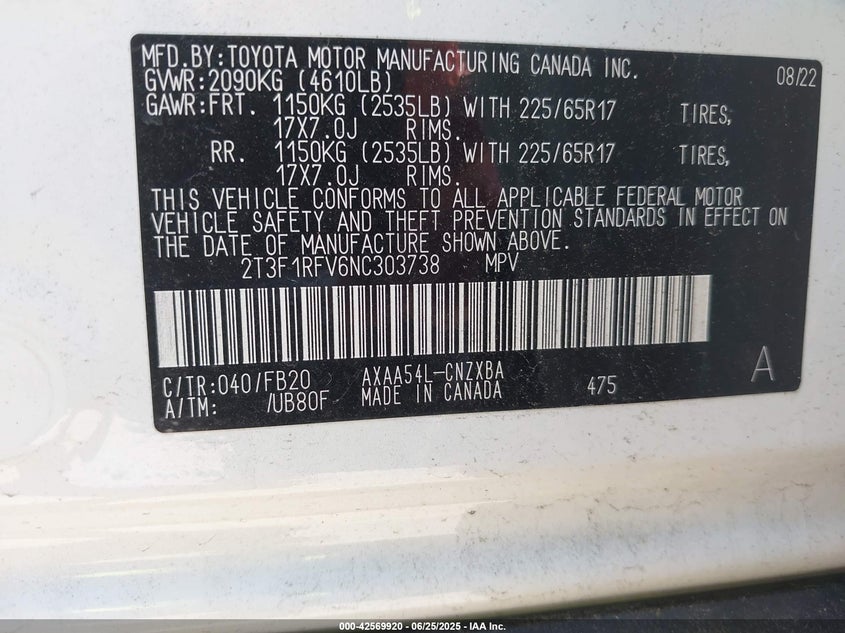 MFD.BY:TOYOTA MOTOR MANUFACTURING CANADA INC. 08/22
GVWR:2090KG (4610LB)
GAWR:FRT. 1150KG (2535LB) WITH 225/65R17 TIRES,
17X7.0J RIMS.
RR. 1150KG (2535LB) WITH 225/65R17 TIRES,
17X7.0J RIMS.
THIS VEHICLE CONFORMS TO ALL APPLICABLE FEDERAL MOTOR
VEHICLE SAFETY AND THEFT PREVENTION STANDARDS IN EFFECT ON
THE DATE OF MANUFACTURE SHOWN ABOVE.
2T3F1RFV6NC303738 MPV
C/TR:040/FB20 AXAA54L-CNZXBA 475 A
A/TM: /UB80F MADE IN CANADA
000-42569920 - 06/25/2025 - IAA Inc.